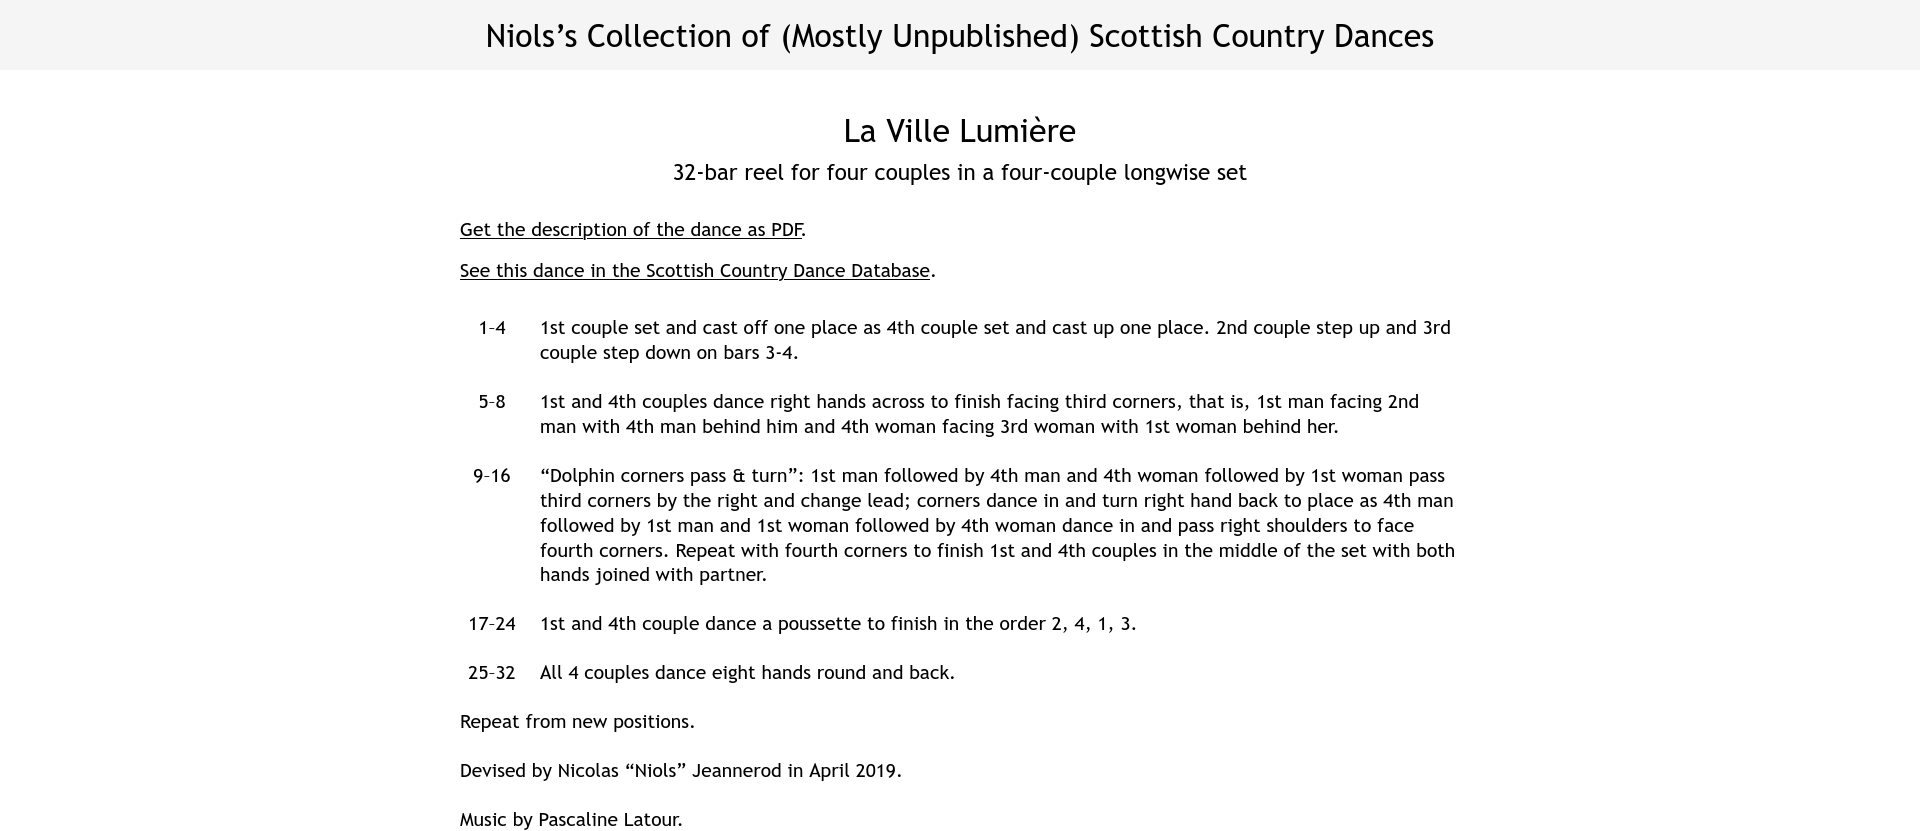 Niols’s Collection of (Mostly Unpublished) Scottish Country Dances
La Ville Lumière
32-bar reel for four couples in a four-couple longwise set
Get the description of the dance as PDF.
See this dance in the Scottish Country Dance Database.
1–4 1st couple set and cast off one place as 4th couple set and cast up one place. 2nd couple step up and 3rd
couple step down on bars 3-4.
5–8 1st and 4th couples dance right hands across to finish facing third corners, that is, 1st man facing 2nd
man with 4th man behind him and 4th woman facing 3rd woman with 1st woman behind her.
9–16 “Dolphin corners pass & turn”: 1st man followed by 4th man and 4th woman followed by 1st woman pass
third corners by the right and change lead; corners dance in and turn right hand back to place as 4th man
followed by 1st man and 1st woman followed by 4th woman dance in and pass right shoulders to face
fourth corners. Repeat with fourth corners to finish 1st and 4th couples in the middle of the set with both
hands joined with partner.
17–24 1st and 4th couple dance a poussette to finish in the order 2, 4, 1, 3.
25–32 All 4 couples dance eight hands round and back.
Repeat from new positions.
Devised by Nicolas “Niols” Jeannerod in April 2019.
Music by Pascaline Latour.